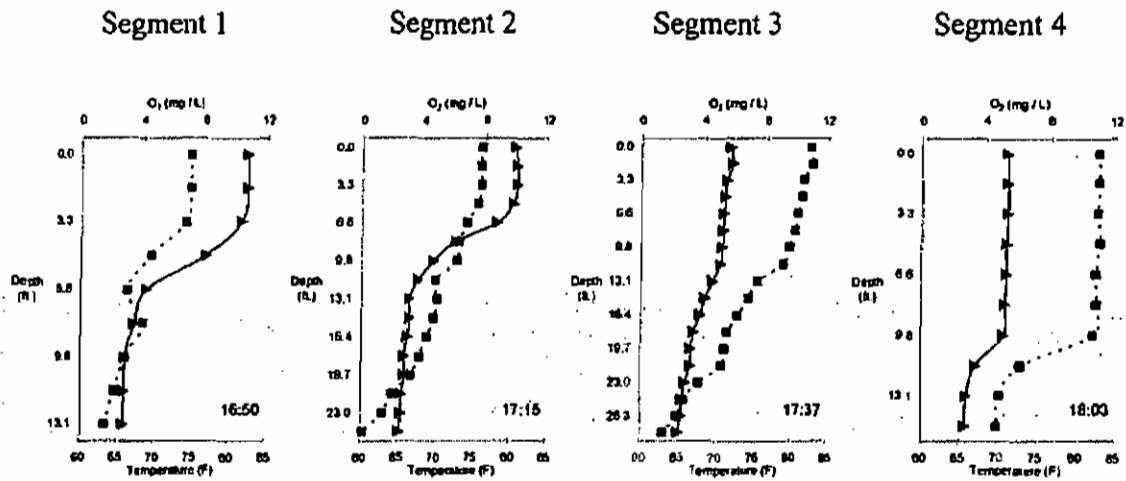 Segment 1
Segment 2
Segment 3
Segment 4
O₂ (mg / L)
0 4 8 12
0.0
3.3
6.6
9.8
13.1
Depth (ft.)
16:50
60 65 70 75 80 85
Temperature (F)
O₂ (mg / L)
0 4 8 12
0.0
3.3
6.6
9.8
13.1
16.4
19.7
23.0
Depth (ft.)
17:15
60 65 70 75 80 85
Temperature (F)
O₂ (mg / L)
0 4 8 12
0.0
3.3
6.6
9.8
13.1
16.4
19.7
23.0
26.3
Depth (ft.)
17:37
60 65 70 75 80 85
Temperature (F)
O₂ (mg / L)
0 4 8 12
0.0
3.3
6.6
9.8
13.1
Depth (ft.)
18:03
60 65 70 75 80 85
Temperature (F)